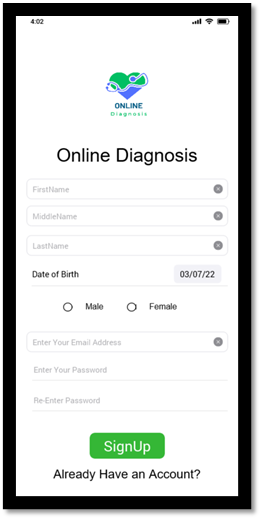 4:02
ONLINE
Diagnosis
Online Diagnosis
FirstName
MiddleName
LastName
Date of Birth 03/07/22
Male Female
Enter Your Email Address
Enter Your Password
Re-Enter Password
SignUp
Already Have an Account?